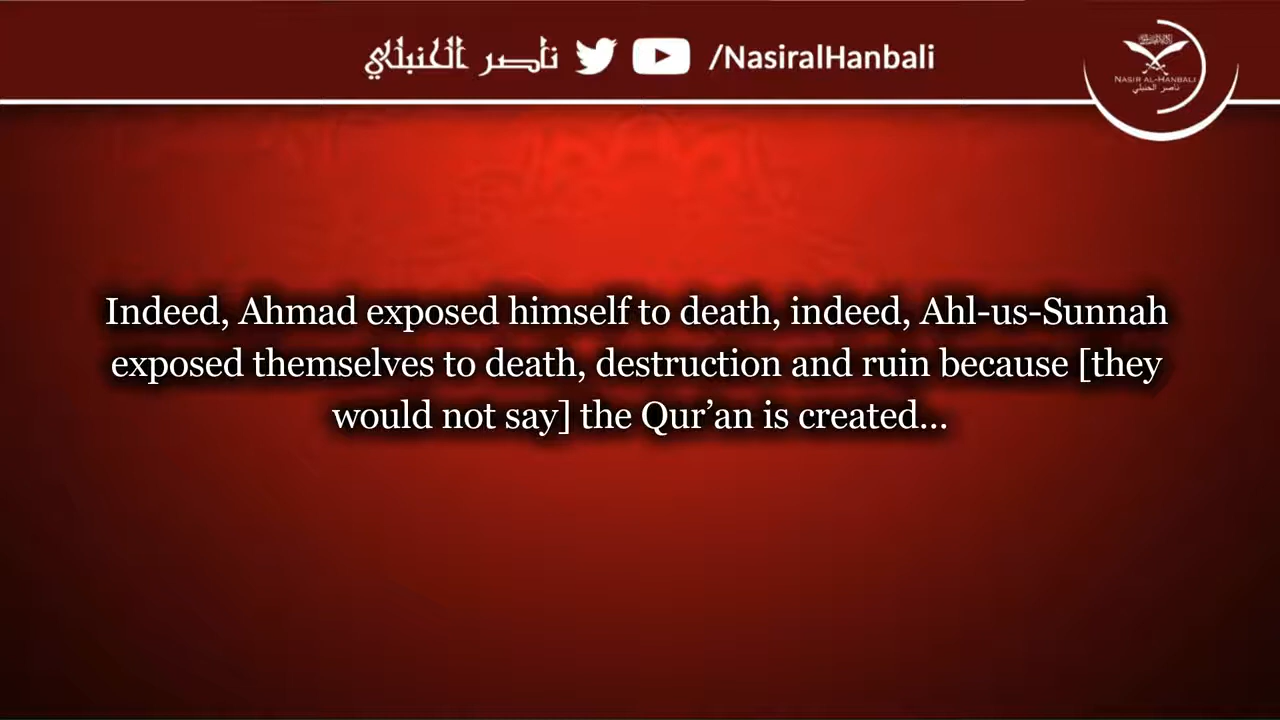 ناصر الحنبلي /NasiralHanbali
NASIR AL-HANBALI
ناصر الحنبلي
Indeed, Ahmad exposed himself to death, indeed, Ahl-us-Sunnah
exposed themselves to death, destruction and ruin because [they
would not say] the Qur’an is created...